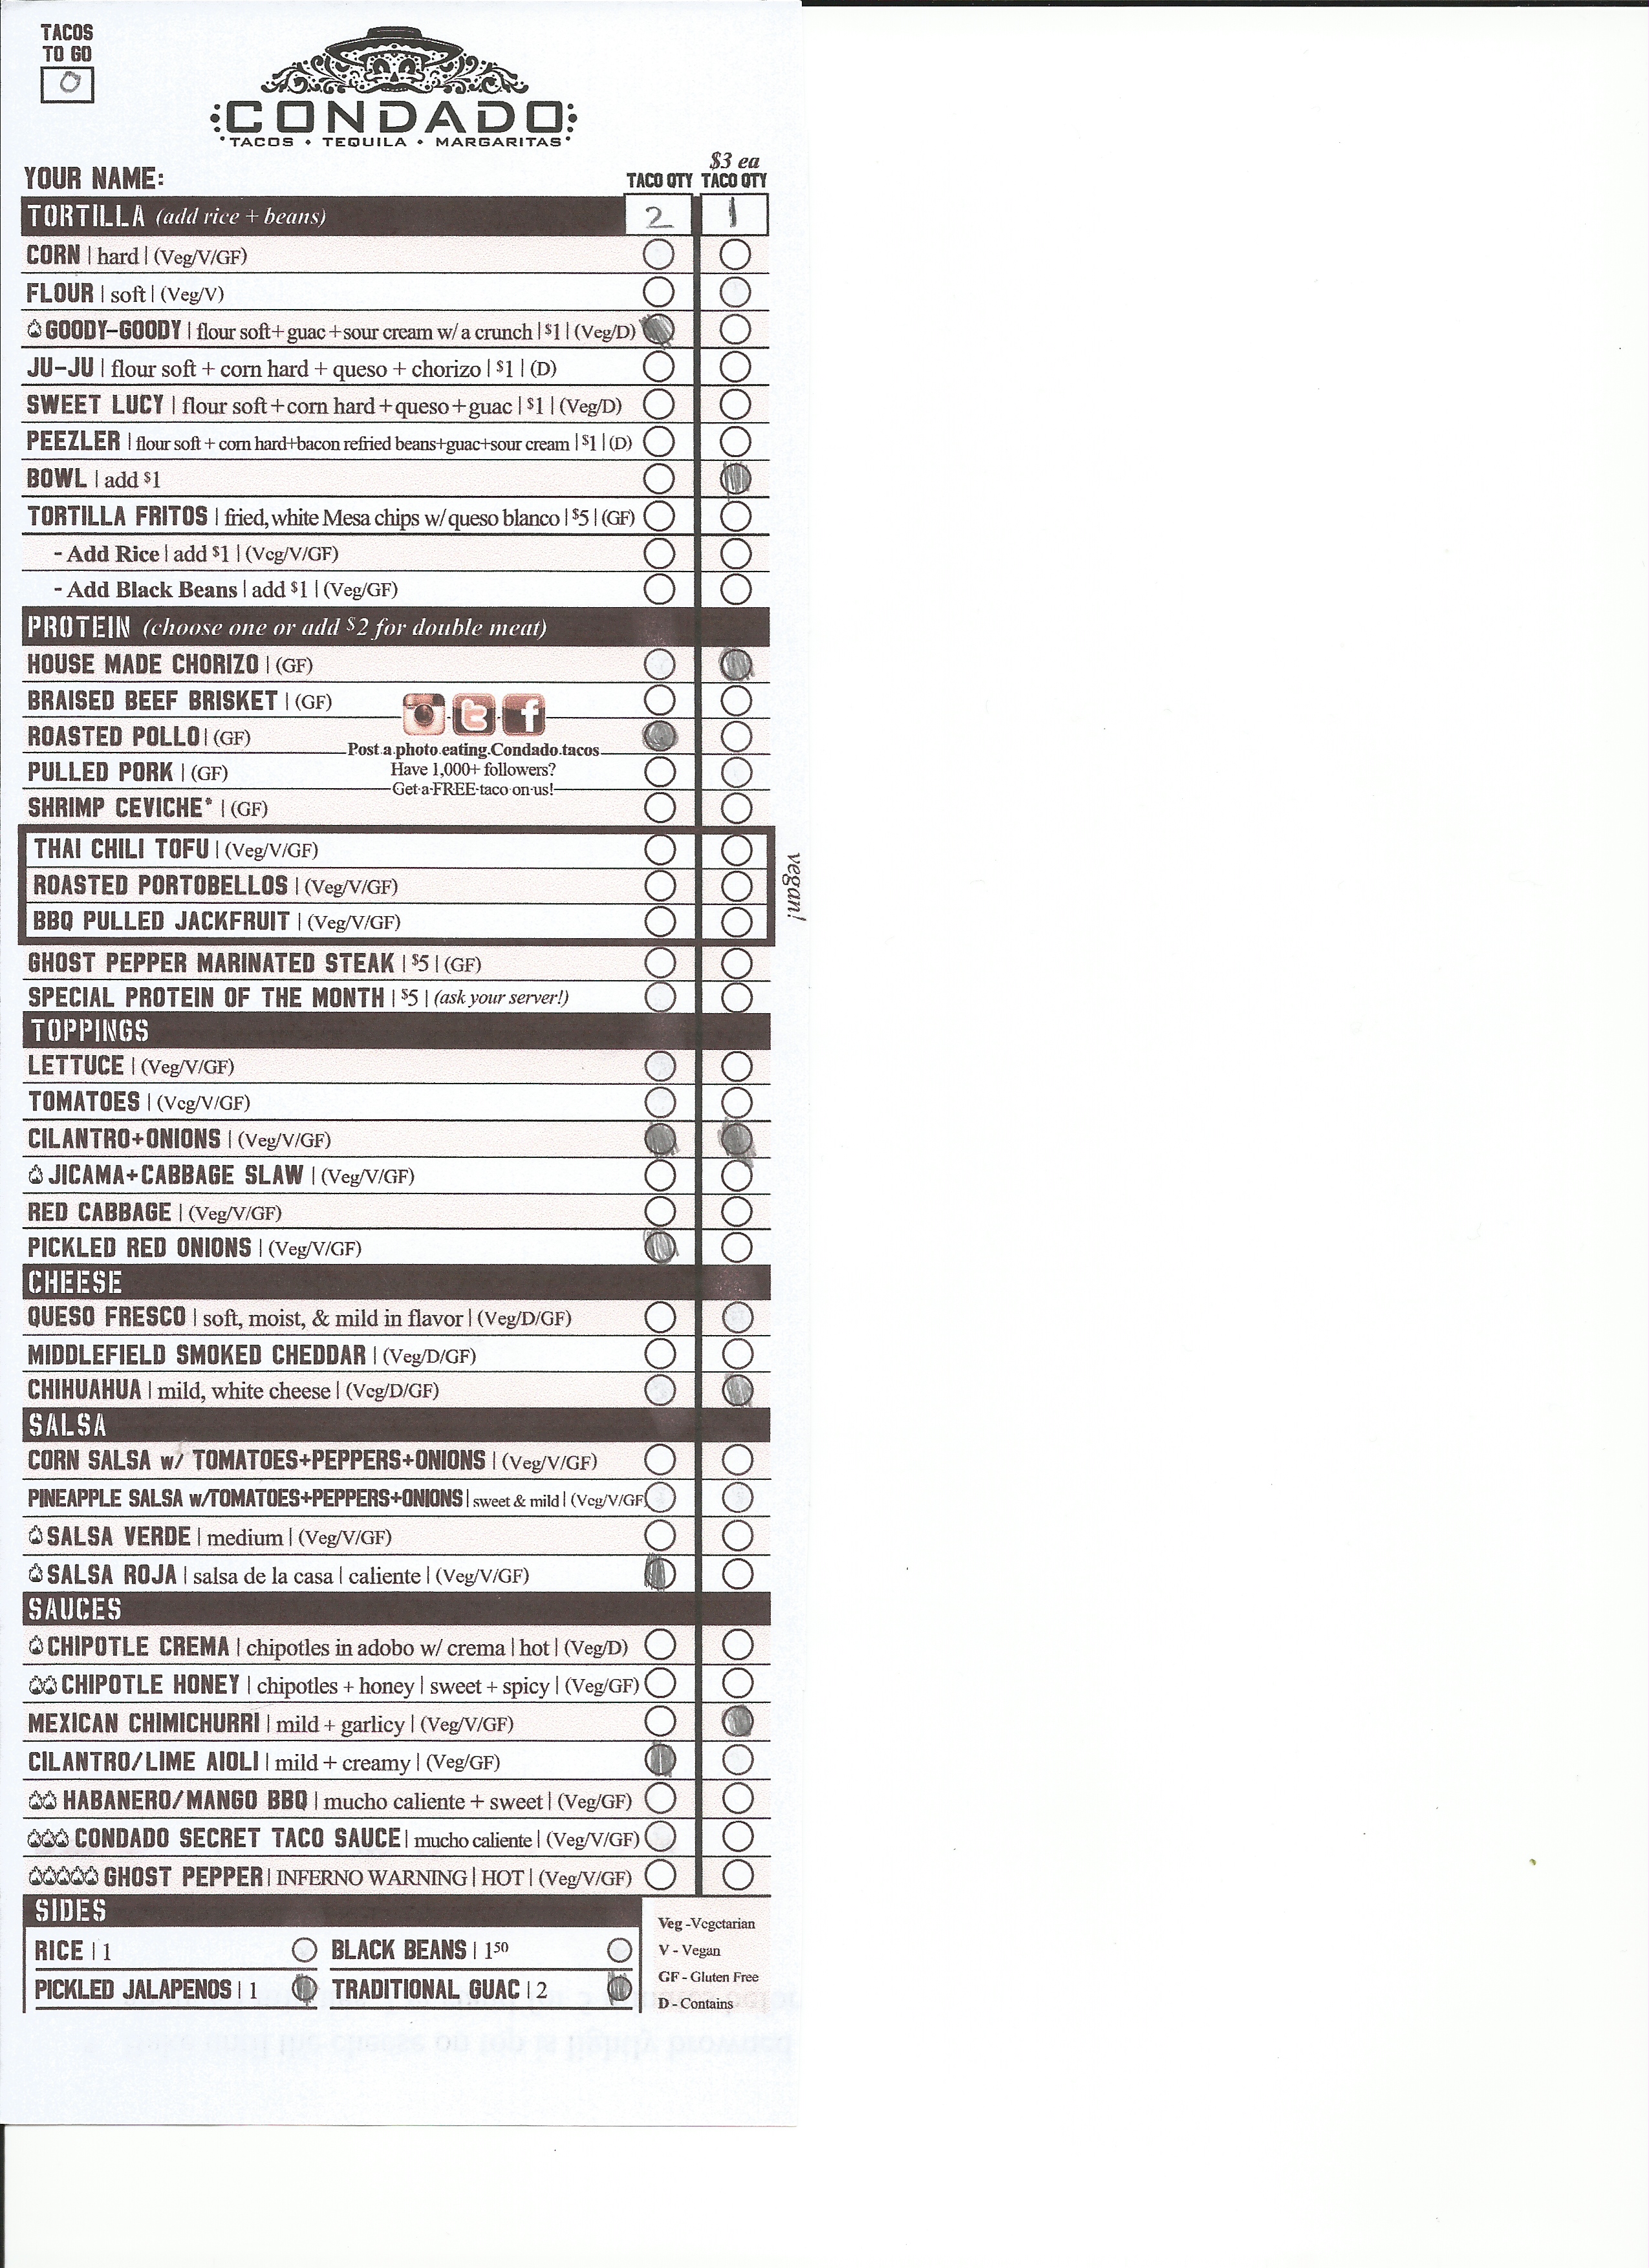 TACOS
TO GO
0
CONDADO
TACOS • TEQUILA • MARGARITAS
$3 ea
YOUR NAME:
TACO QTY TACO QTY
TORTILLA (add rice + beans) 2 1
CORN | hard | (Veg/V/GF)
FLOUR | soft | (Veg/V)
GOODY-GOODY | flour soft+guac+sour cream w/ a crunch | $1 | (Veg/D)
JU-JU | flour soft + corn hard + queso + chorizo | $1 | (D)
SWEET LUCY | flour soft+corn hard+queso+guac | $1 | (Veg/D)
PEEZLER | flour soft + corn hard+bacon refried beans+guac+sour cream | $1 | (D)
BOWL | add $1
TORTILLA FRITOS | fried, white Mesa chips w/ queso blanco | $5 | (GF)
- Add Rice | add $1 | (Veg/V/GF)
- Add Black Beans | add $1 | (Veg/GF)
PROTEIN (choose one or add $2 for double meat)
HOUSE MADE CHORIZO | (GF)
BRAISED BEEF BRISKET | (GF)
ROASTED POLLO | (GF)
Post a photo eating Condado tacos
PULLED PORK | (GF)
Have 1,000+ followers?
Get a FREE taco on us!
SHRIMP CEVICHE* | (GF)
THAI CHILI TOFU | (Veg/V/GF)
ROASTED PORTOBELLOS | (Veg/V/GF)
BBQ PULLED JACKFRUIT | (Veg/V/GF)
vegan!
GHOST PEPPER MARINATED STEAK | $5 | (GF)
SPECIAL PROTEIN OF THE MONTH | $5 | (ask your server!)
TOPPINGS
LETTUCE | (Veg/V/GF)
TOMATOES | (Veg/V/GF)
CILANTRO+ONIONS | (Veg/V/GF)
JICAMA+CABBAGE SLAW | (Veg/V/GF)
RED CABBAGE | (Veg/V/GF)
PICKLED RED ONIONS | (Veg/V/GF)
CHEESE
QUESO FRESCO | soft, moist, & mild in flavor | (Veg/D/GF)
MIDDLEFIELD SMOKED CHEDDAR | (Veg/D/GF)
CHIHUAHUA | mild, white cheese | (Veg/D/GF)
SALSA
CORN SALSA w/ TOMATOES+PEPPERS+ONIONS | (Veg/V/GF)
PINEAPPLE SALSA w/TOMATOES+PEPPERS+ONIONS | sweet & mild | (Veg/V/GF)
SALSA VERDE | medium | (Veg/V/GF)
SALSA ROJA | salsa de la casa | caliente | (Veg/V/GF)
SAUCES
CHIPOTLE CREMA | chipotles in adobo w/ crema | hot | (Veg/D)
CHIPOTLE HONEY | chipotles + honey | sweet + spicy | (Veg/GF)
MEXICAN CHIMICHURRI | mild + garlicy | (Veg/V/GF)
CILANTRO/LIME AIOLI | mild + creamy | (Veg/GF)
HABANERO/MANGO BBQ | mucho caliente + sweet | (Veg/GF)
CONDADO SECRET TACO SAUCE | mucho caliente | (Veg/V/GF)
GHOST PEPPER | INFERNO WARNING | HOT | (Veg/V/GF)
SIDES
RICE | 1 BLACK BEANS | 1 50
PICKLED JALAPENOS | 1 TRADITIONAL GUAC | 2
Veg -Vegetarian
V - Vegan
GF - Gluten Free
D - Contains